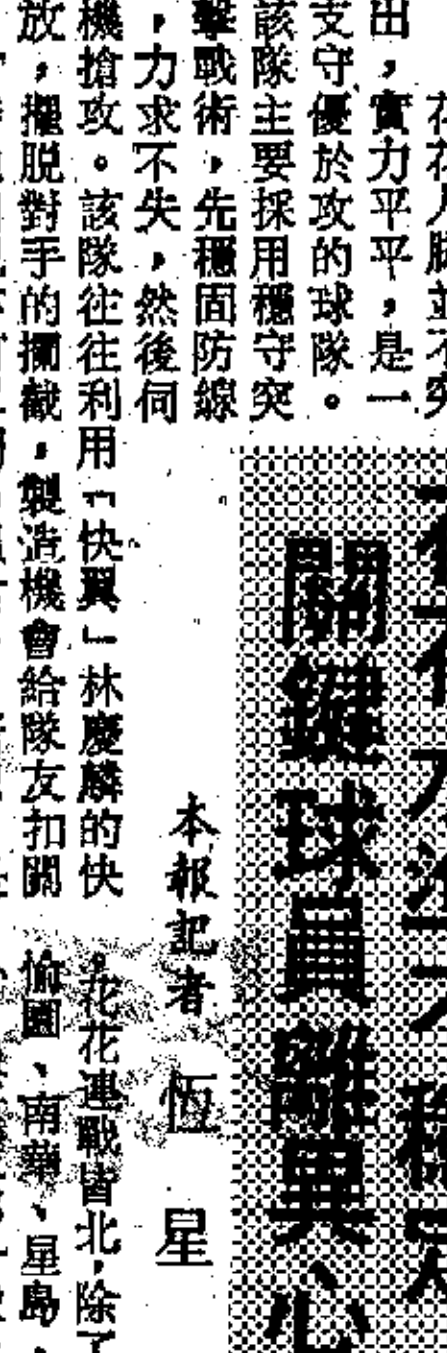 關鍵球員離異心
本報記者 恆星
出，實力平平，是一
支守優於攻的球隊。
該隊主要採用穩守突
擊戰術，先穩固防線
，力求不失，然後伺
機搶攻。該隊往往利用「快翼」林慶麟的快
放，擺脫對手的攔截，製造機會給隊友扣關
。花花連戰皆北，除了
愉園、南華、星島、